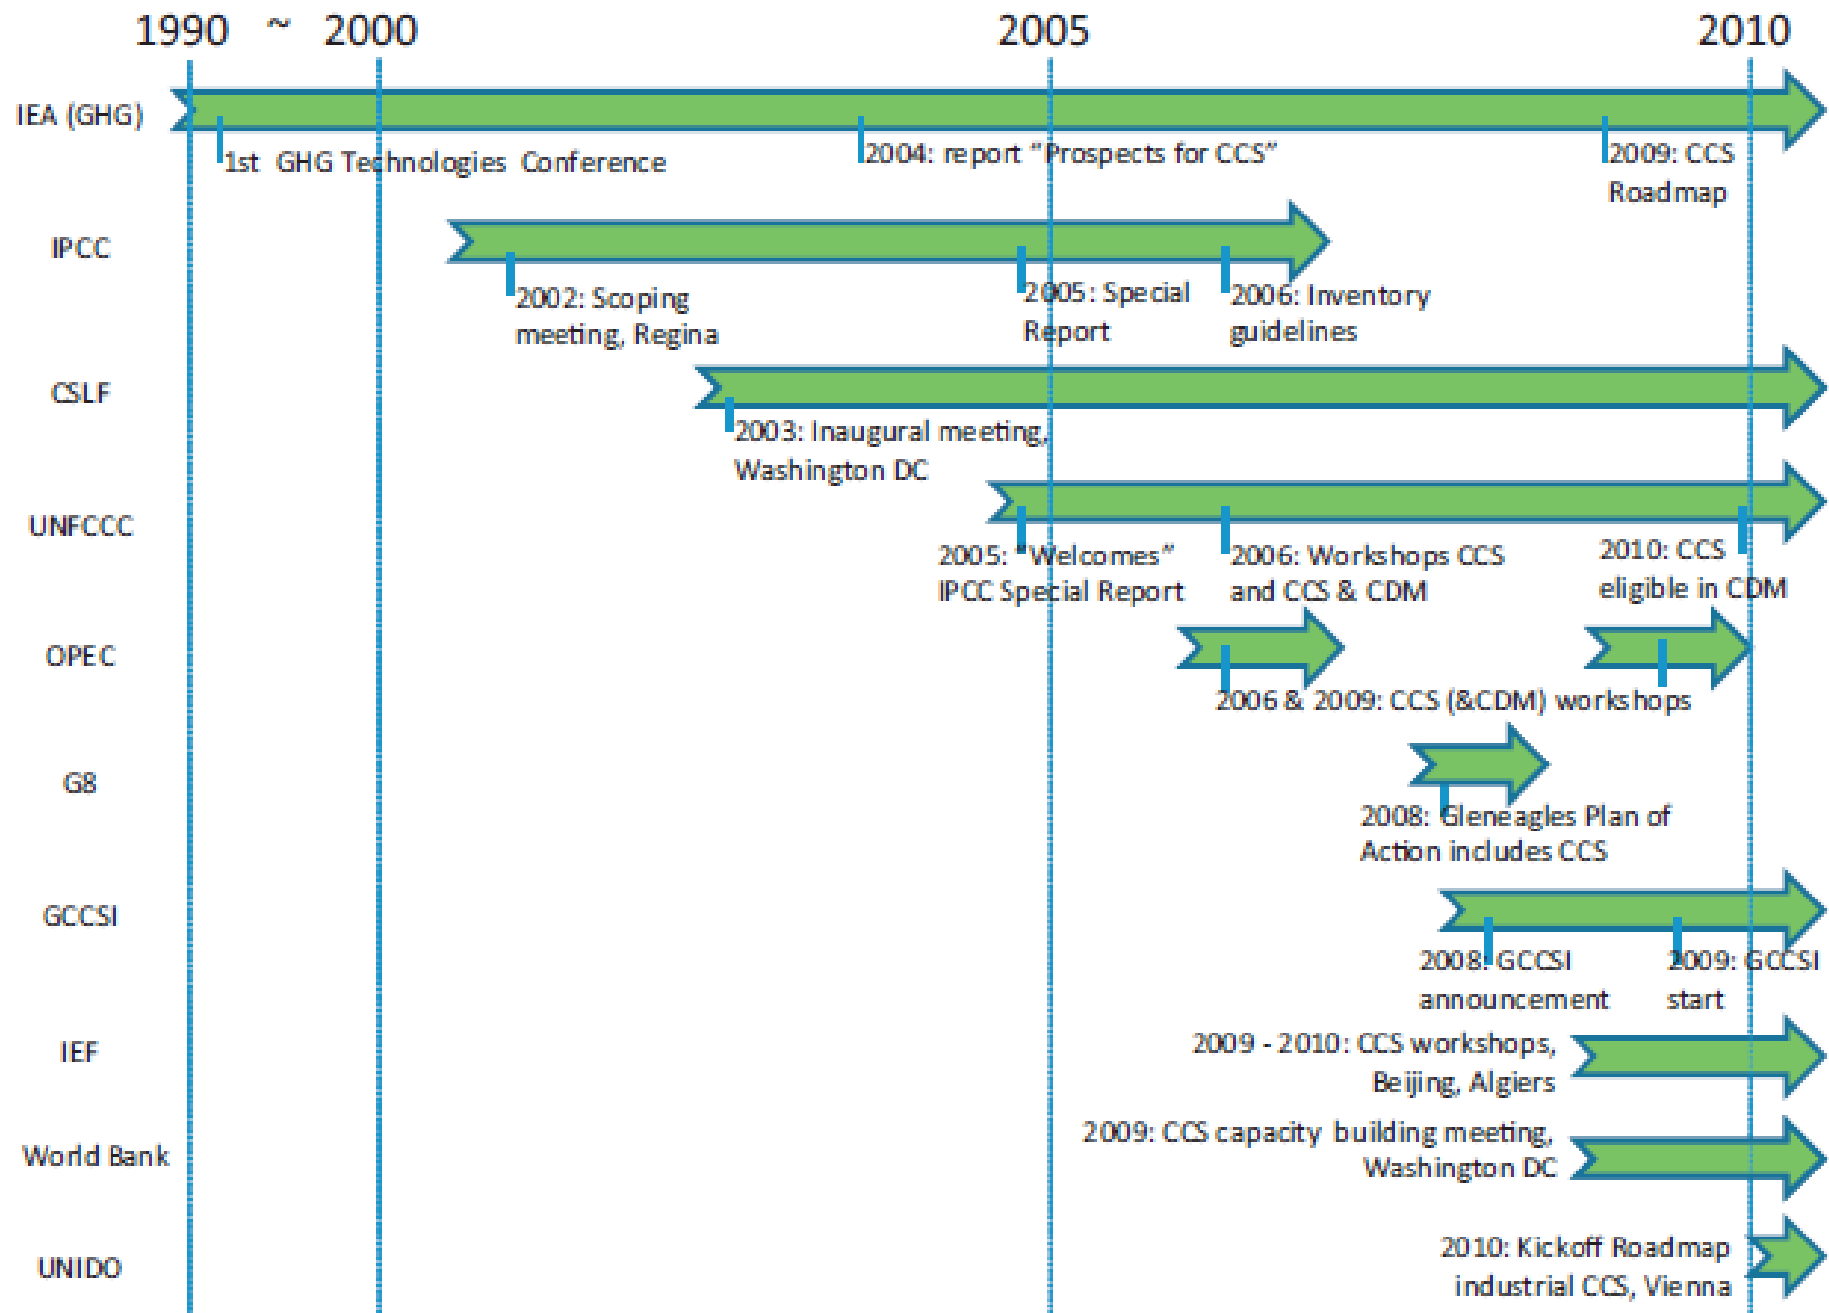 1990 ~ 2000 2005 2010
IEA (GHG)
1st GHG Technologies Conference
2004: report “Prospects for CCS”
2009: CCS
Roadmap
IPCC
2002: Scoping
meeting, Regina
2005: Special
Report
2006: Inventory
guidelines
CSLF
2003: Inaugural meeting,
Washington DC
UNFCCC
2005: “Welcomes”
IPCC Special Report
2006: Workshops CCS
and CCS & CDM
2010: CCS
eligible in CDM
OPEC
2006 & 2009: CCS (&CDM) workshops
G8
2008: Gleneagles Plan of
Action includes CCS
GCCSI
2008: GCCSI
announcement
2009: GCCSI
start
IEF
2009 - 2010: CCS workshops,
Beijing, Algiers
World Bank
2009: CCS capacity building meeting,
Washington DC
UNIDO
2010: Kickoff Roadmap
industrial CCS, Vienna